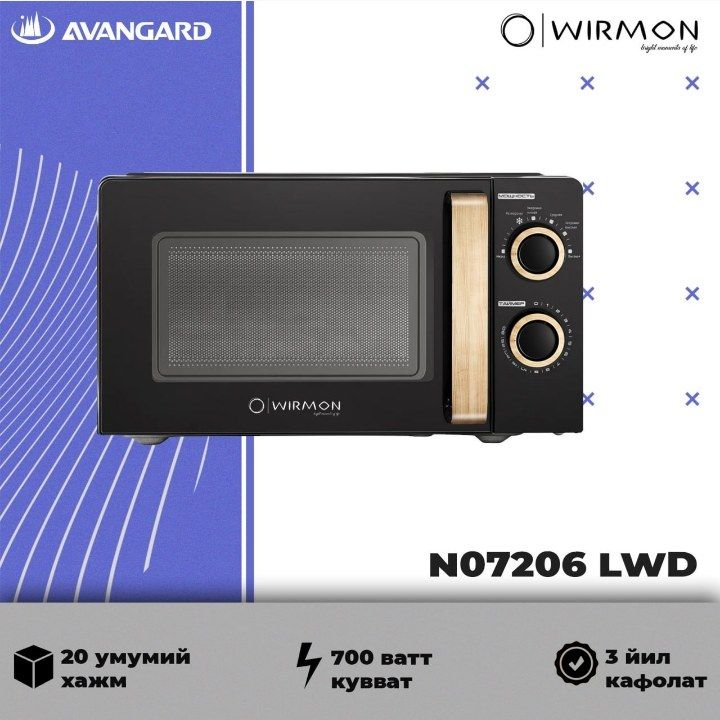 AVANGARD
WIRMON
bright moments of life
МОЩНОСТЬ
ТАЙМЕР
WIRMON
N07206 LWD
20 умумий
хажм
700 ватт
кувват
3 йил
кафолат